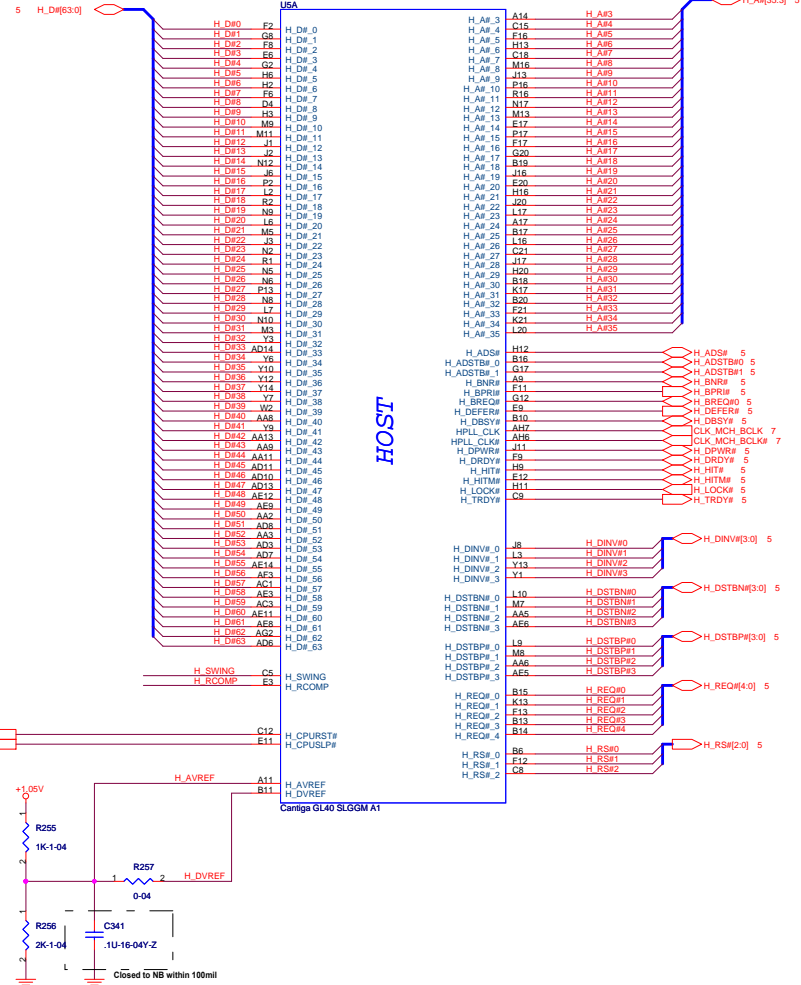 5 H_D#[63:0]
U5A
H_A#[35:3] 5
H_D#0 F2 H_D#_0
H_D#1 G8 H_D#_1
H_D#2 F8 H_D#_2
H_D#3 E6 H_D#_3
H_D#4 G2 H_D#_4
H_D#5 H6 H_D#_5
H_D#6 H2 H_D#_6
H_D#7 F6 H_D#_7
H_D#8 D4 H_D#_8
H_D#9 H3 H_D#_9
H_D#10 M9 H_D#_10
H_D#11 M11 H_D#_11
H_D#12 J1 H_D#_12
H_D#13 J2 H_D#_13
H_D#14 N12 H_D#_14
H_D#15 J6 H_D#_15
H_D#16 P2 H_D#_16
H_D#17 L2 H_D#_17
H_D#18 R2 H_D#_18
H_D#19 N9 H_D#_19
H_D#20 L6 H_D#_20
H_D#21 M5 H_D#_21
H_D#22 J3 H_D#_22
H_D#23 N2 H_D#_23
H_D#24 R1 H_D#_24
H_D#25 N5 H_D#_25
H_D#26 N6 H_D#_26
H_D#27 P13 H_D#_27
H_D#28 N8 H_D#_28
H_D#29 L7 H_D#_29
H_D#30 N10 H_D#_30
H_D#31 M3 H_D#_31
H_D#32 Y3 H_D#_32
H_D#33 AD14 H_D#_33
H_D#34 Y6 H_D#_34
H_D#35 Y10 H_D#_35
H_D#36 Y12 H_D#_36
H_D#37 Y14 H_D#_37
H_D#38 Y7 H_D#_38
H_D#39 W2 H_D#_39
H_D#40 AA8 H_D#_40
H_D#41 Y9 H_D#_41
H_D#42 AA13 H_D#_42
H_D#43 AA9 H_D#_43
H_D#44 AA11 H_D#_44
H_D#45 AD11 H_D#_45
H_D#46 AD10 H_D#_46
H_D#47 AD13 H_D#_47
H_D#48 AE12 H_D#_48
H_D#49 AE9 H_D#_49
H_D#50 AA2 H_D#_50
H_D#51 AD8 H_D#_51
H_D#52 AA3 H_D#_52
H_D#53 AD3 H_D#_53
H_D#54 AD7 H_D#_54
H_D#55 AE14 H_D#_55
H_D#56 AF3 H_D#_56
H_D#57 AC1 H_D#_57
H_D#58 AE3 H_D#_58
H_D#59 AC3 H_D#_59
H_D#60 AE11 H_D#_60
H_D#61 AE8 H_D#_61
H_D#62 AG2 H_D#_62
H_D#63 AD6 H_D#_63
H_SWING C5 H_SWING
H_RCOMP E3 H_RCOMP
C12 H_CPURST#
E11 H_CPUSLP#
H_AVREF A11 H_AVREF
B11 H_DVREF
HOST
H_A#_3 A14 H_A#3
H_A#_4 C15 H_A#4
H_A#_5 F16 H_A#5
H_A#_6 H13 H_A#6
H_A#_7 C18 H_A#7
H_A#_8 M16 H_A#8
H_A#_9 J13 H_A#9
H_A#_10 P16 H_A#10
H_A#_11 R16 H_A#11
H_A#_12 N17 H_A#12
H_A#_13 M13 H_A#13
H_A#_14 E17 H_A#14
H_A#_15 P17 H_A#15
H_A#_16 F17 H_A#16
H_A#_17 G20 H_A#17
H_A#_18 B19 H_A#18
H_A#_19 J16 H_A#19
H_A#_20 E20 H_A#20
H_A#_21 H16 H_A#21
H_A#_22 J20 H_A#22
H_A#_23 L17 H_A#23
H_A#_24 A17 H_A#24
H_A#_25 B17 H_A#25
H_A#_26 L16 H_A#26
H_A#_27 C21 H_A#27
H_A#_28 J17 H_A#28
H_A#_29 H20 H_A#29
H_A#_30 B18 H_A#30
H_A#_31 K17 H_A#31
H_A#_32 B20 H_A#32
H_A#_33 F21 H_A#33
H_A#_34 K21 H_A#34
H_A#_35 L20 H_A#35
H_ADS# H12 H_ADS# 5
H_ADSTB#_0 B16 H_ADSTB#0 5
H_ADSTB#_1 G17 H_ADSTB#1 5
H_BNR# A9 H_BNR# 5
H_BPRI# F11 H_BPRI# 5
H_BREQ# G12 H_BREQ#0 5
H_DEFER# E9 H_DEFER# 5
H_DBSY# B10 H_DBSY# 5
HPLL_CLK AH7 CLK_MCH_BCLK 7
HPLL_CLK# AH6 CLK_MCH_BCLK# 7
H_DPWR# J11 H_DPWR# 5
H_DRDY# F9 H_DRDY# 5
H_HIT# H9 H_HIT# 5
H_HITM# E12 H_HITM# 5
H_LOCK# H11 H_LOCK# 5
H_TRDY# C9 H_TRDY# 5
H_DINV#_0 J8 H_DINV#0 H_DINV#[3:0] 5
H_DINV#_1 L3 H_DINV#1
H_DINV#_2 Y13 H_DINV#2
H_DINV#_3 Y1 H_DINV#3
H_DSTBN#_0 L10 H_DSTBN#0 H_DSTBN#[3:0] 5
H_DSTBN#_1 M7 H_DSTBN#1
H_DSTBN#_2 AA5 H_DSTBN#2
H_DSTBN#_3 AE6 H_DSTBN#3
H_DSTBP#_0 L9 H_DSTBP#0 H_DSTBP#[3:0] 5
H_DSTBP#_1 M8 H_DSTBP#1
H_DSTBP#_2 AA6 H_DSTBP#2
H_DSTBP#_3 AE5 H_DSTBP#3
H_REQ#_0 B15 H_REQ#0 H_REQ#[4:0] 5
H_REQ#_1 K13 H_REQ#1
H_REQ#_2 F13 H_REQ#2
H_REQ#_3 B13 H_REQ#3
H_REQ#_4 B14 H_REQ#4
H_RS#_0 B6 H_RS#0 H_RS#[2:0] 5
H_RS#_1 F12 H_RS#1
H_RS#_2 C8 H_RS#2
Cantiga GL40 SLGGM A1
+1.05V
1
R255
1K-1-04
2
R257
1 2 H_DVREF
0-04
1
R256
2K-1-04
2
C341
.1U-16-04Y-Z
Closed to NB within 100mil